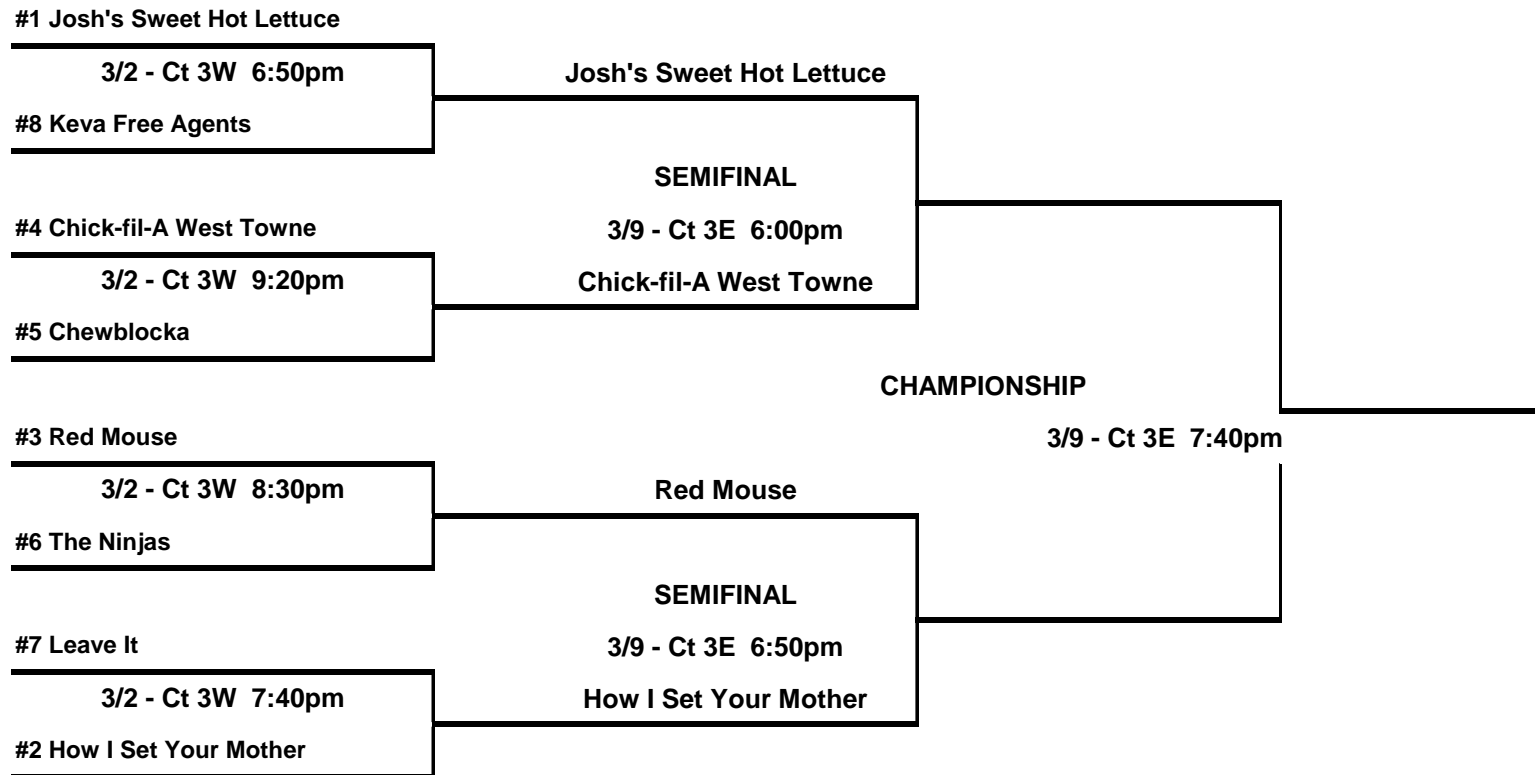 #1 Josh's Sweet Hot Lettuce
3/2 - Ct 3W 6:50pm
Josh's Sweet Hot Lettuce
#8 Keva Free Agents
SEMIFINAL
#4 Chick-fil-A West Towne
3/9 - Ct 3E 6:00pm
3/2 - Ct 3W 9:20pm
Chick-fil-A West Towne
#5 Chewblocka
CHAMPIONSHIP
#3 Red Mouse
3/9 - Ct 3E 7:40pm
3/2 - Ct 3W 8:30pm
Red Mouse
#6 The Ninjas
SEMIFINAL
#7 Leave It
3/9 - Ct 3E 6:50pm
3/2 - Ct 3W 7:40pm
How I Set Your Mother
#2 How I Set Your Mother